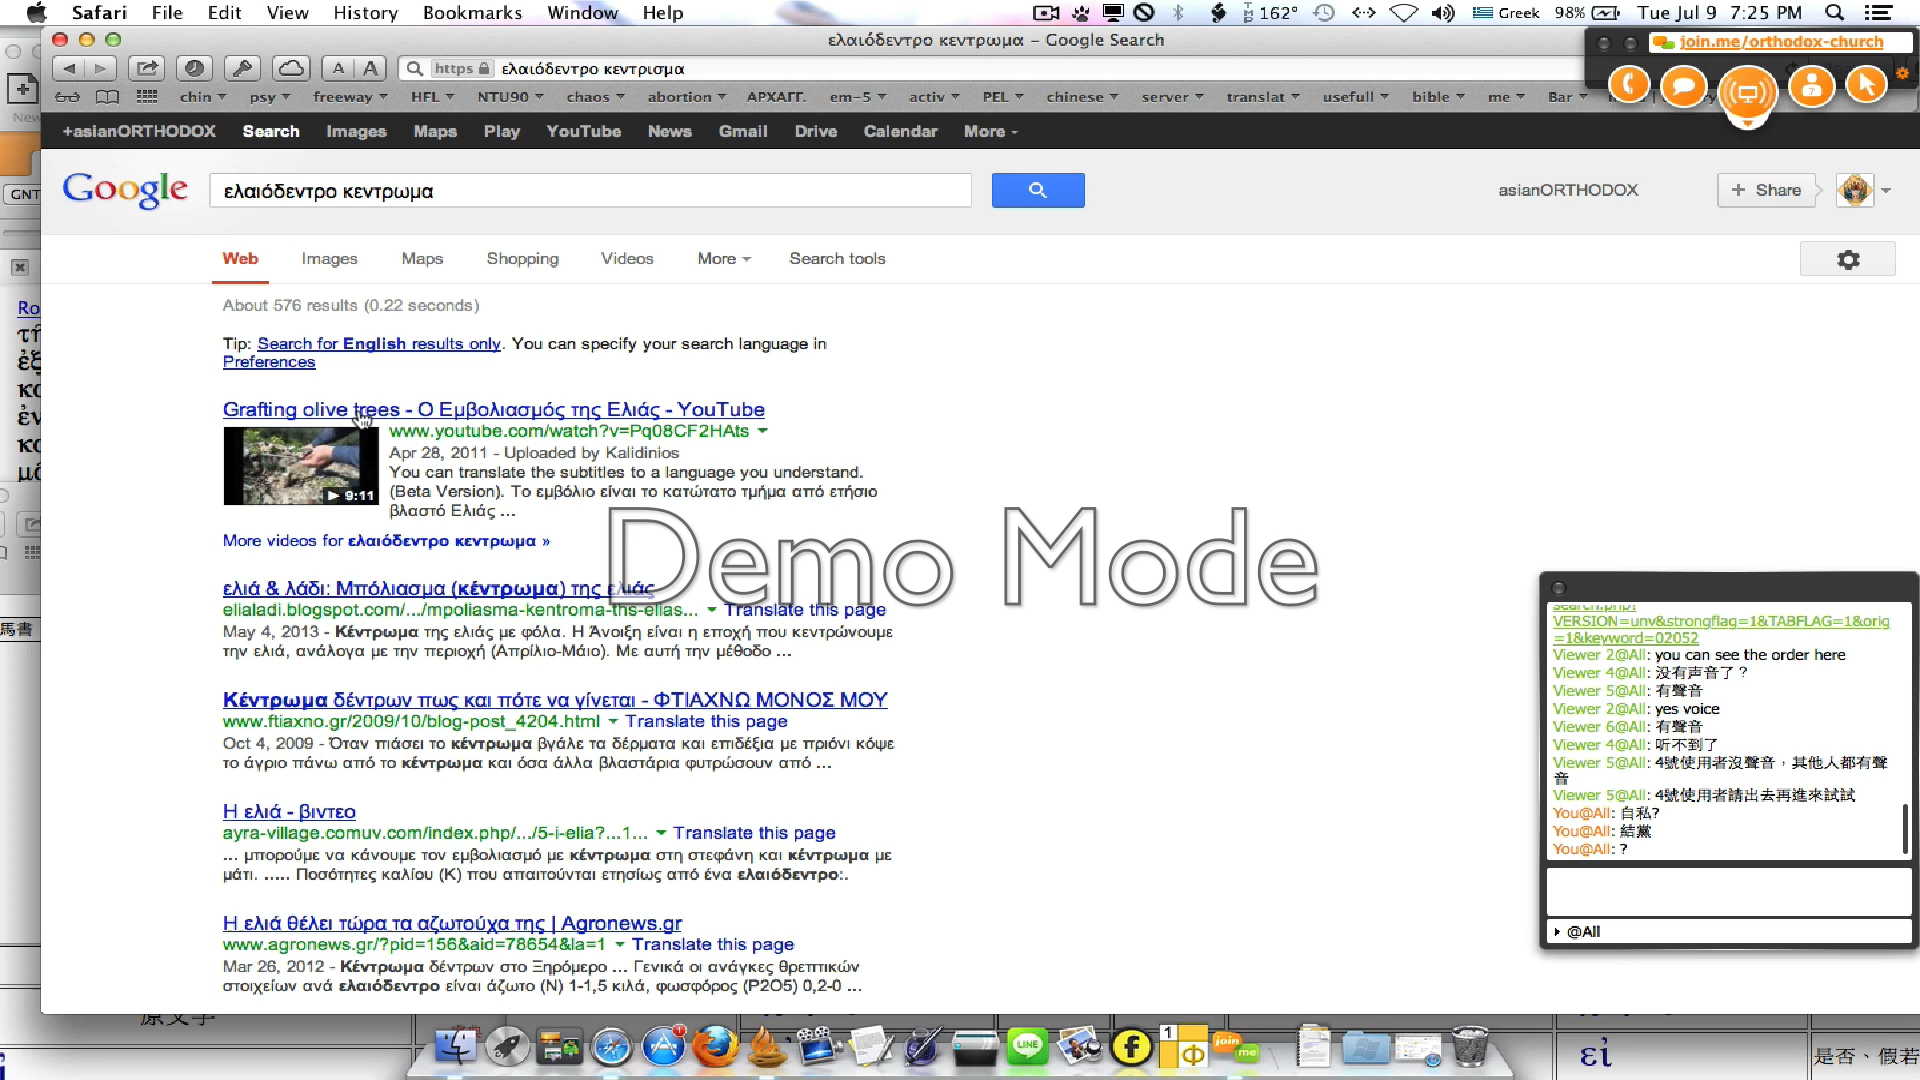 Safari File Edit View History Bookmarks Window Help
162° Greek 98% Tue Jul 9 7:25 PM
ελαιόδεντρο κεντρωμα – Google Search
join.me/orthodox-church
A A https ελαιόδεντρο κεντρισμα
New
chin psy freeway HFL NTU90 chaos abortion ΑΡΧΑΓΓ. em-5 activ PEL chinese server translat usefull bible me Bar
+asianORTHODOX Search Images Maps Play YouTube News Gmail Drive Calendar More
GNT
Google ελαιόδεντρο κεντρωμα asianORTHODOX + Share
Web Images Maps Shopping Videos More Search tools
About 576 results (0.22 seconds)
Ro
Tip: Search for English results only. You can specify your search language in
Preferences
Grafting olive trees - Ο Εμβολιασμός της Ελιάς - YouTube
www.youtube.com/watch?v=Pq08CF2HAts
Apr 28, 2011 - Uploaded by Kalidinios
You can translate the subtitles to a language you understand.
(Beta Version). Το εμβόλιο είναι το κατώτατο τμήμα από ετήσιο
βλαστό Ελιάς ...
9:11
More videos for ελαιόδεντρο κεντρωμα »
Demo Mode
ελιά & λάδι: Μπόλιασμα (κέντρωμα) της ελιάς
elialadi.blogspot.com/.../mpoliasma-kentroma-ths-ellas... Translate this page
May 4, 2013 - Κέντρωμα της ελιάς με φόλα. Η Άνοιξη είναι η εποχή που κεντρώνουμε
την ελιά, ανάλογα με την περιοχή (Απρίλιο-Μάιο). Με αυτή την μέθοδο ...
Κέντρωμα δέντρων πως και πότε να γίνεται - ΦΤΙΑΧΝΩ ΜΟΝΟΣ ΜΟΥ
www.ftiaxno.gr/2009/10/blog-post_4204.html Translate this page
Oct 4, 2009 - Όταν πιάσει το κέντρωμα βγάλε τα δέρματα και επιδέξια με πριόνι κόψε
το άγριο πάνω από το κέντρωμα και όσα άλλα βλαστάρια φυτρώσουν από ...
Η ελιά - βιντεο
ayra-village.comuv.com/index.php/.../5-i-elia?...1... Translate this page
... μπορούμε να κάνουμε τον εμβολιασμό με κέντρωμα στη στεφάνη και κέντρωμα με
μάτι. ..... Ποσότητες καλίου (Κ) που απαιτούνται ετησίως από ένα ελαιόδεντρο:.
Η ελιά θέλει τώρα τα αζωτούχα της | Agronews.gr
www.agronews.gr/?pid=156&aid=78654&la=1 Translate this page
Mar 26, 2012 - Κέντρωμα δέντρων στο Ξηρόμερο ... Γενικά οι ανάγκες θρεπτικών
στοιχείων ανά ελαιόδεντρο είναι άζωτο (Ν) 1-1,5 κιλά, φωσφόρος (P2O5) 0,2-0 ...
VERSION=unv&strongflag=1&TABFLAG=1&orig
=1&keyword=02052
Viewer 2@All: you can see the order here
Viewer 4@All: 没有声音了？
Viewer 5@All: 有聲音
Viewer 2@All: yes voice
Viewer 6@All: 有聲音
Viewer 4@All: 听不到了
Viewer 5@All: 4號使用者沒聲音，其他人都有聲
音
Viewer 5@All: 4號使用者請出去再進來試試
You@All: 自私?
You@All: 結黨
You@All: ?
@All
馬書
原文字
LINE
join me
εἰ
是否、假若